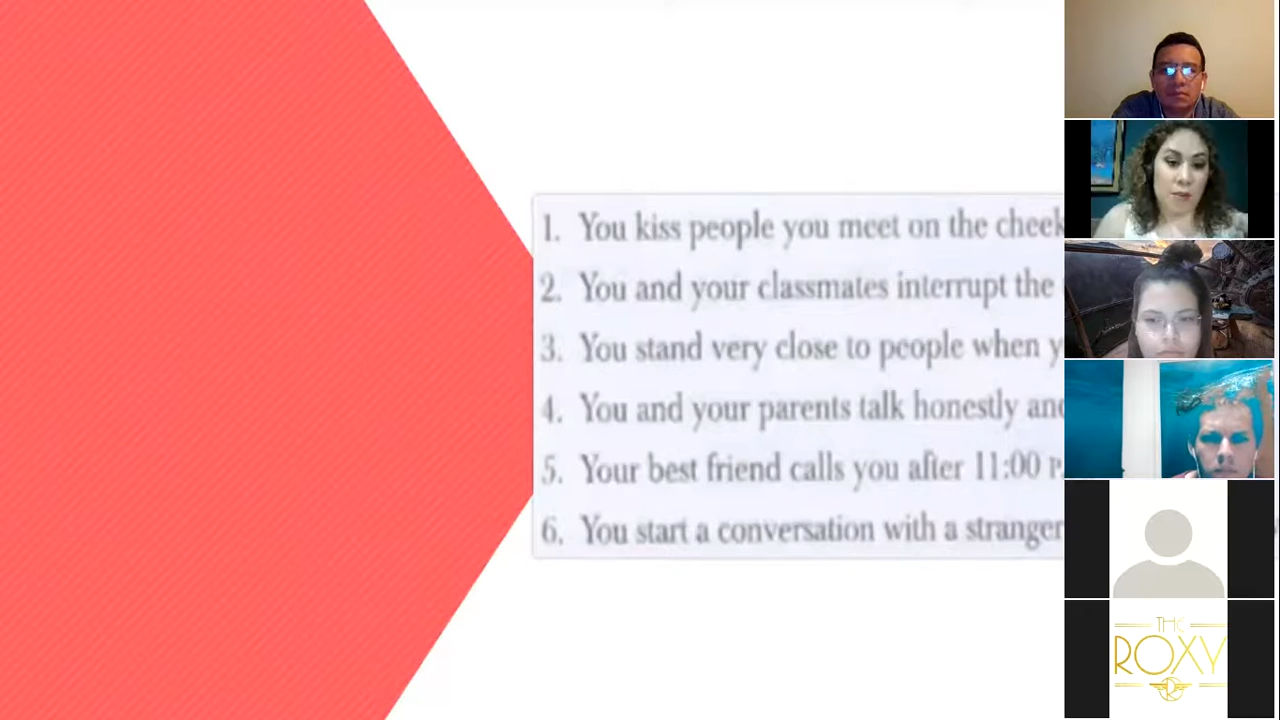 1. You kiss people you meet on the cheek
2. You and your classmates interrupt the
3. You stand very close to people when
4. You and your parents talk honestly
5. Your best friend calls you after 11:00
6. You start a conversation with a stranger
THE
ROXY